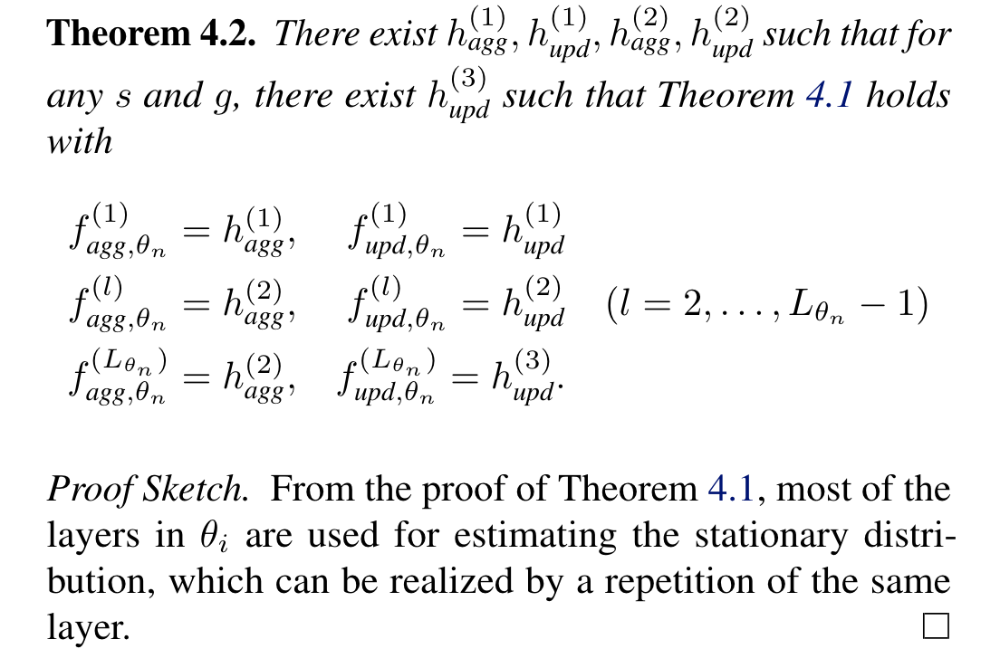 Theorem 4.2. There exist $h_{agg}^{(1)}, h_{upd}^{(1)}, h_{agg}^{(2)}, h_{upd}^{(2)}$ such that for
any $s$ and $g$, there exist $h_{upd}^{(3)}$ such that Theorem 4.1 holds
with
$f_{agg,\theta_n}^{(1)} = h_{agg}^{(1)}, \quad f_{upd,\theta_n}^{(1)} = h_{upd}^{(1)}$
$f_{agg,\theta_n}^{(l)} = h_{agg}^{(2)}, \quad f_{upd,\theta_n}^{(l)} = h_{upd}^{(2)} \quad (l = 2, \ldots, L_{\theta_n} - 1)$
$f_{agg,\theta_n}^{(L_{\theta_n})} = h_{agg}^{(2)}, \quad f_{upd,\theta_n}^{(L_{\theta_n})} = h_{upd}^{(3)}.$
Proof Sketch. From the proof of Theorem 4.1, most of the
layers in $\theta_i$ are used for estimating the stationary distri-
bution, which can be realized by a repetition of the same
layer. □